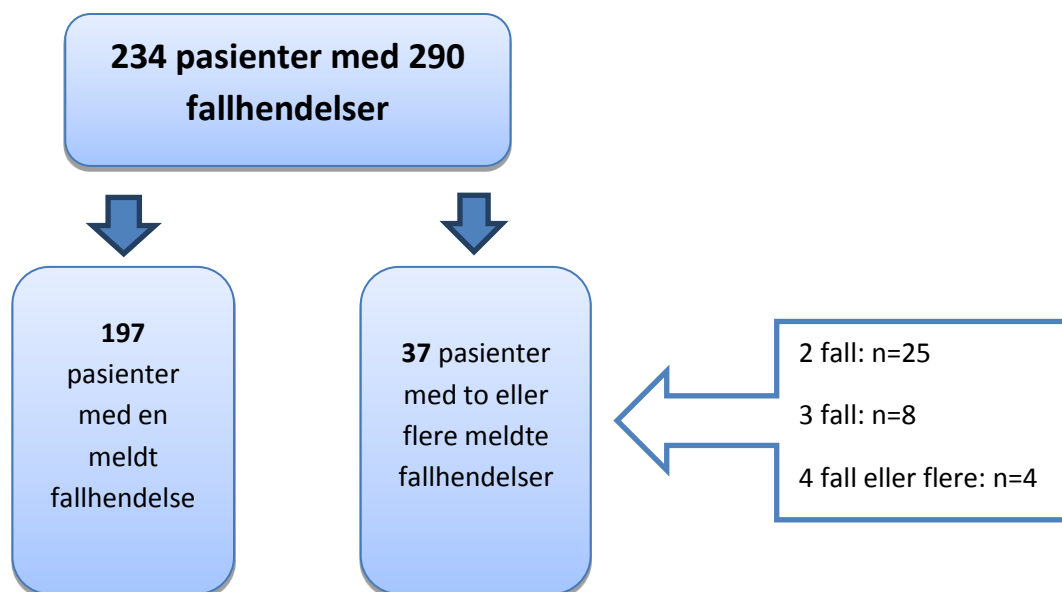 234 pasienter med 290
fallhendelser
197
pasienter
med en
meldt
fallhendelse
37 pasienter
med to eller
flere meldte
fallhendelser
2 fall: n=25
3 fall: n=8
4 fall eller flere: n=4